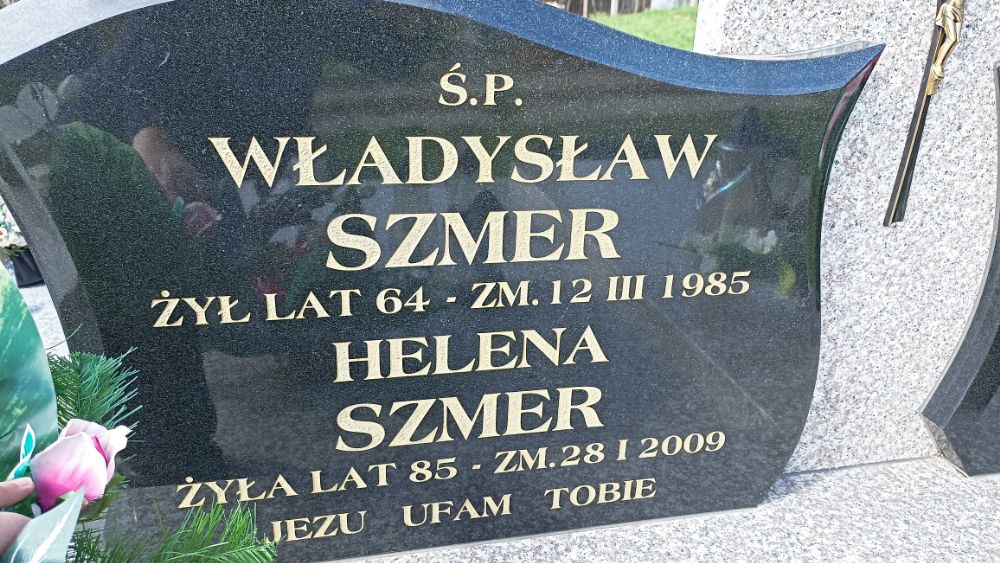 Ś.P.
WŁADYSŁAW
SZMER
ŻYŁ LAT 64 - ZM. 12 III 1985
HELENA
SZMER
ŻYŁA LAT 85 - ZM. 28 I 2009
JEZU UFAM TOBIE